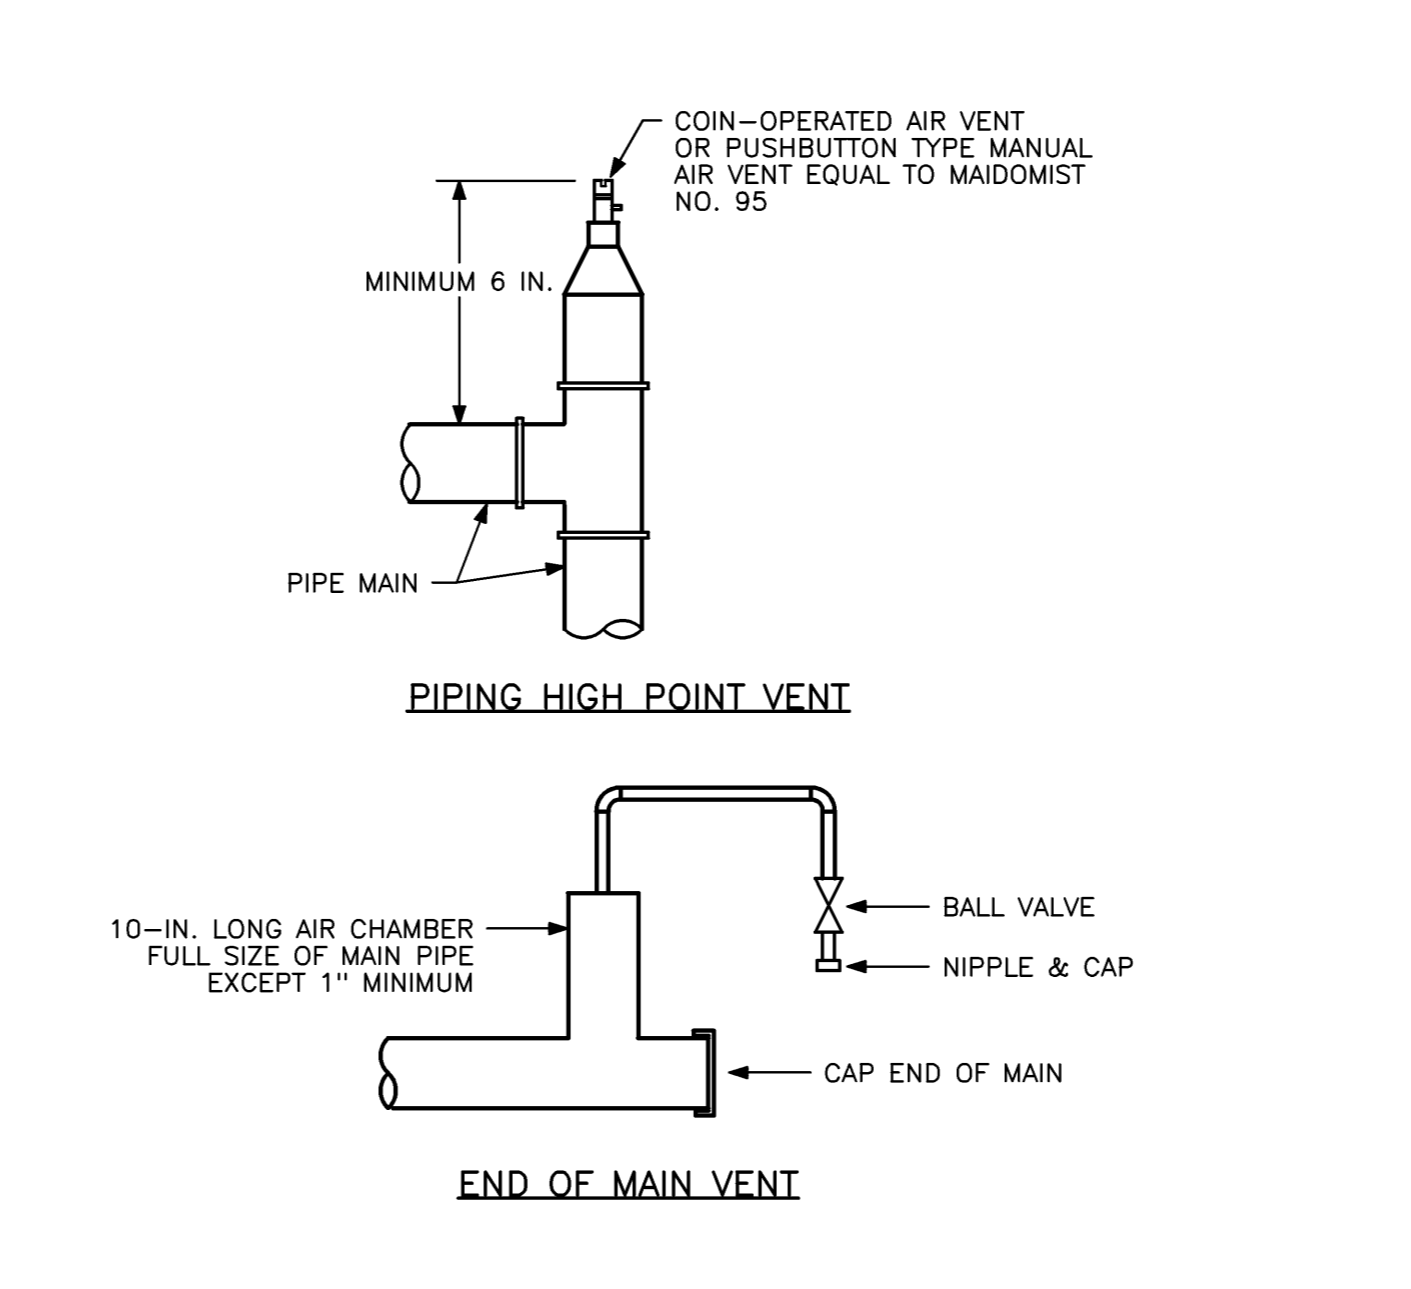 COIN-OPERATED AIR VENT
OR PUSHBUTTON TYPE MANUAL
AIR VENT EQUAL TO MAIDOMIST
NO. 95
MINIMUM 6 IN.
PIPE MAIN
PIPING HIGH POINT VENT
10-IN. LONG AIR CHAMBER
FULL SIZE OF MAIN PIPE
EXCEPT 1" MINIMUM
BALL VALVE
NIPPLE & CAP
CAP END OF MAIN
END OF MAIN VENT